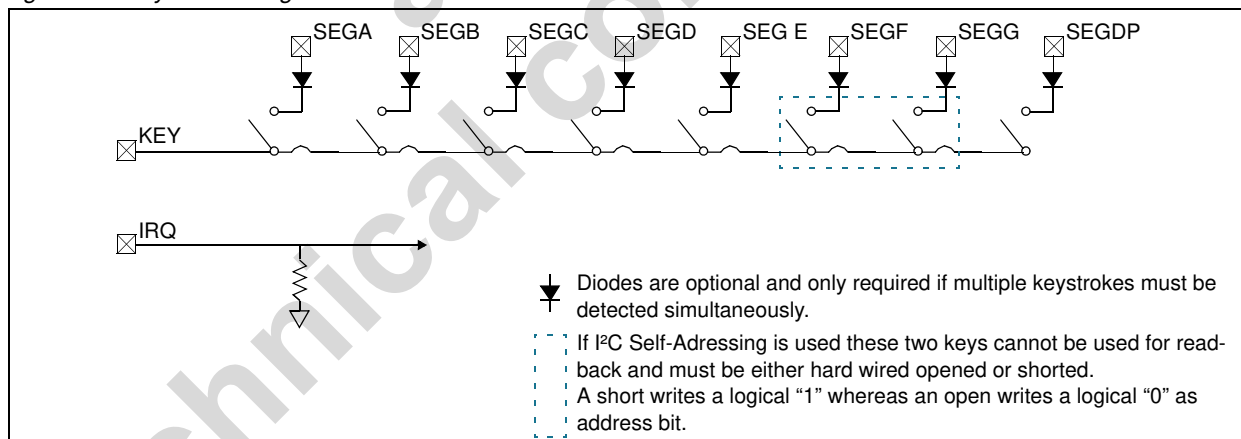 SEGA SEGB SEGC SEGD SEG E SEGF SEGG SEGDP
KEY
IRQ
Diodes are optional and only required if multiple keystrokes must be
detected simultaneously.
If I²C Self-Adressing is used these two keys cannot be used for read-
back and must be either hard wired opened or shorted.
A short writes a logical “1” whereas an open writes a logical “0” as
address bit.